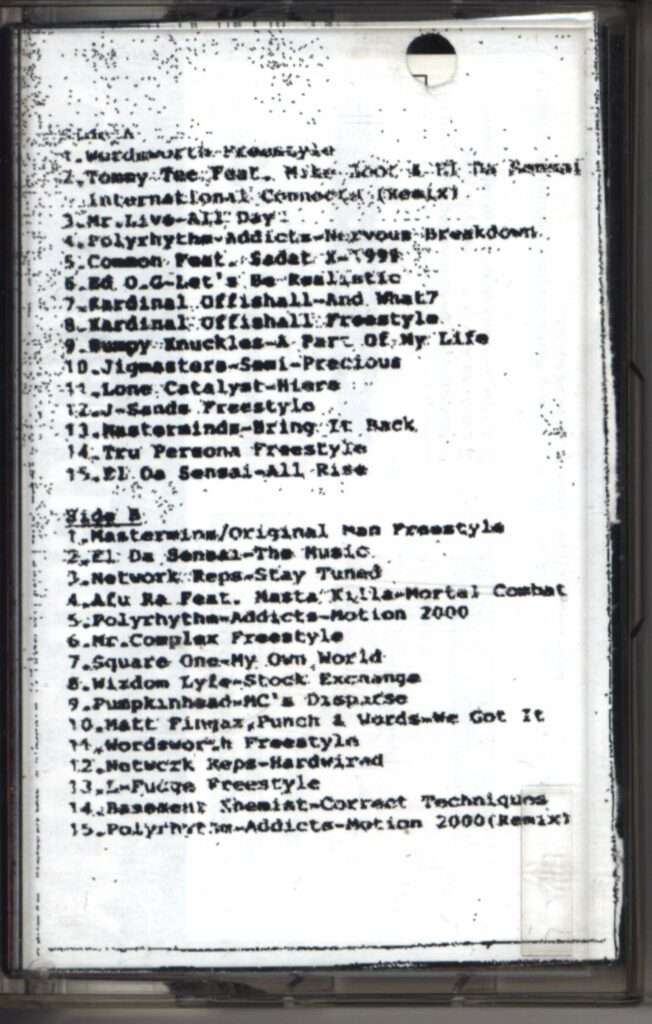 Side A
1.Wordsworth Freestyle
2.Tommy Tee Feat. Mike Zoot & El Da Sensai
International Connects (Remix)
3.Mr.Live-All Day
4.Polyrhythm-Addicts-Nervous Breakdown
5.Common Feat. Sadat X-1999
6.Ed O.G-Let's Be Realistic
7.Kardinal Offishall-And What?
8.Kardinal Offishall Freestyle
9.Bumpy Knuckles-A Part Of My Life
10.Jigmasters-Semi-Precious
11.Lone Catalyst-Hiers
12.J-Sands Freestyle
13.Masterminds-Bring It Back
14.Tru Persona Freestyle
15.El Da Sensai-All Rise
Side B
1.Mastermins/Original Man Freestyle
2.El Da Sensai-The Music
3.Network Reps-Stay Tuned
4.Afu Ra Feat. Masta Killa-Mortal Combat
5.Polyrhythm-Addicts-Motion 2000
6.Mr.Complex Freestyle
7.Square One-My Own World
8.Wizdom Lyfe-Stock Exchange
9.Pumpkinhead-MC's Disparse
10.Matt Fingaz,Punch & Words-We Got It
11.Wordsworth Freestyle
12.Network Reps-Hardwired
13.L-Fudge Freestyle
14.Basement Khemist-Correct Techniques
15.Polyrhythm-Addicts-Motion 2000(Remix)